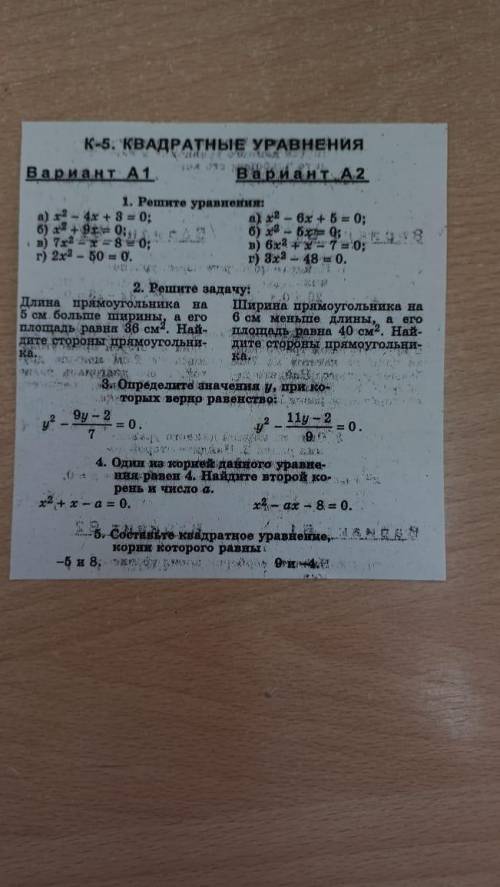 К-5. КВАДРАТНЫЕ УРАВНЕНИЯ
Вариант А1
Вариант А2
1. Решите уравнения:
а) x² – 4x + 3 = 0;
б) x² + 9x = 0;
в) 7x² – x – 8 = 0;
г) 2x² – 50 = 0.
а) x² – 6x + 5 = 0;
б) x² – 5x = 0;
в) 6x² + x – 7 = 0;
г) 3x² – 48 = 0.
2. Решите задачу:
Длина прямоугольника на
5 см больше ширины, а его
площадь равна 36 см². Най-
дите стороны прямоугольни-
ка.
Ширина прямоугольника на
6 см меньше длины, а его
площадь равна 40 см². Най-
дите стороны прямоугольни-
ка.
3. Определите значения y, при ко-
торых верно равенство:
y² – (9y – 2)/7 = 0.
y² – (11y – 2)/9 = 0.
4. Один из корней данного уравне-
ния равен 4. Найдите второй ко-
рень и число a.
x² + x – a = 0.
x² – ax – 8 = 0.
5. Составьте квадратное уравнение,
корни которого равны:
–5 и 8.
9 и –4.